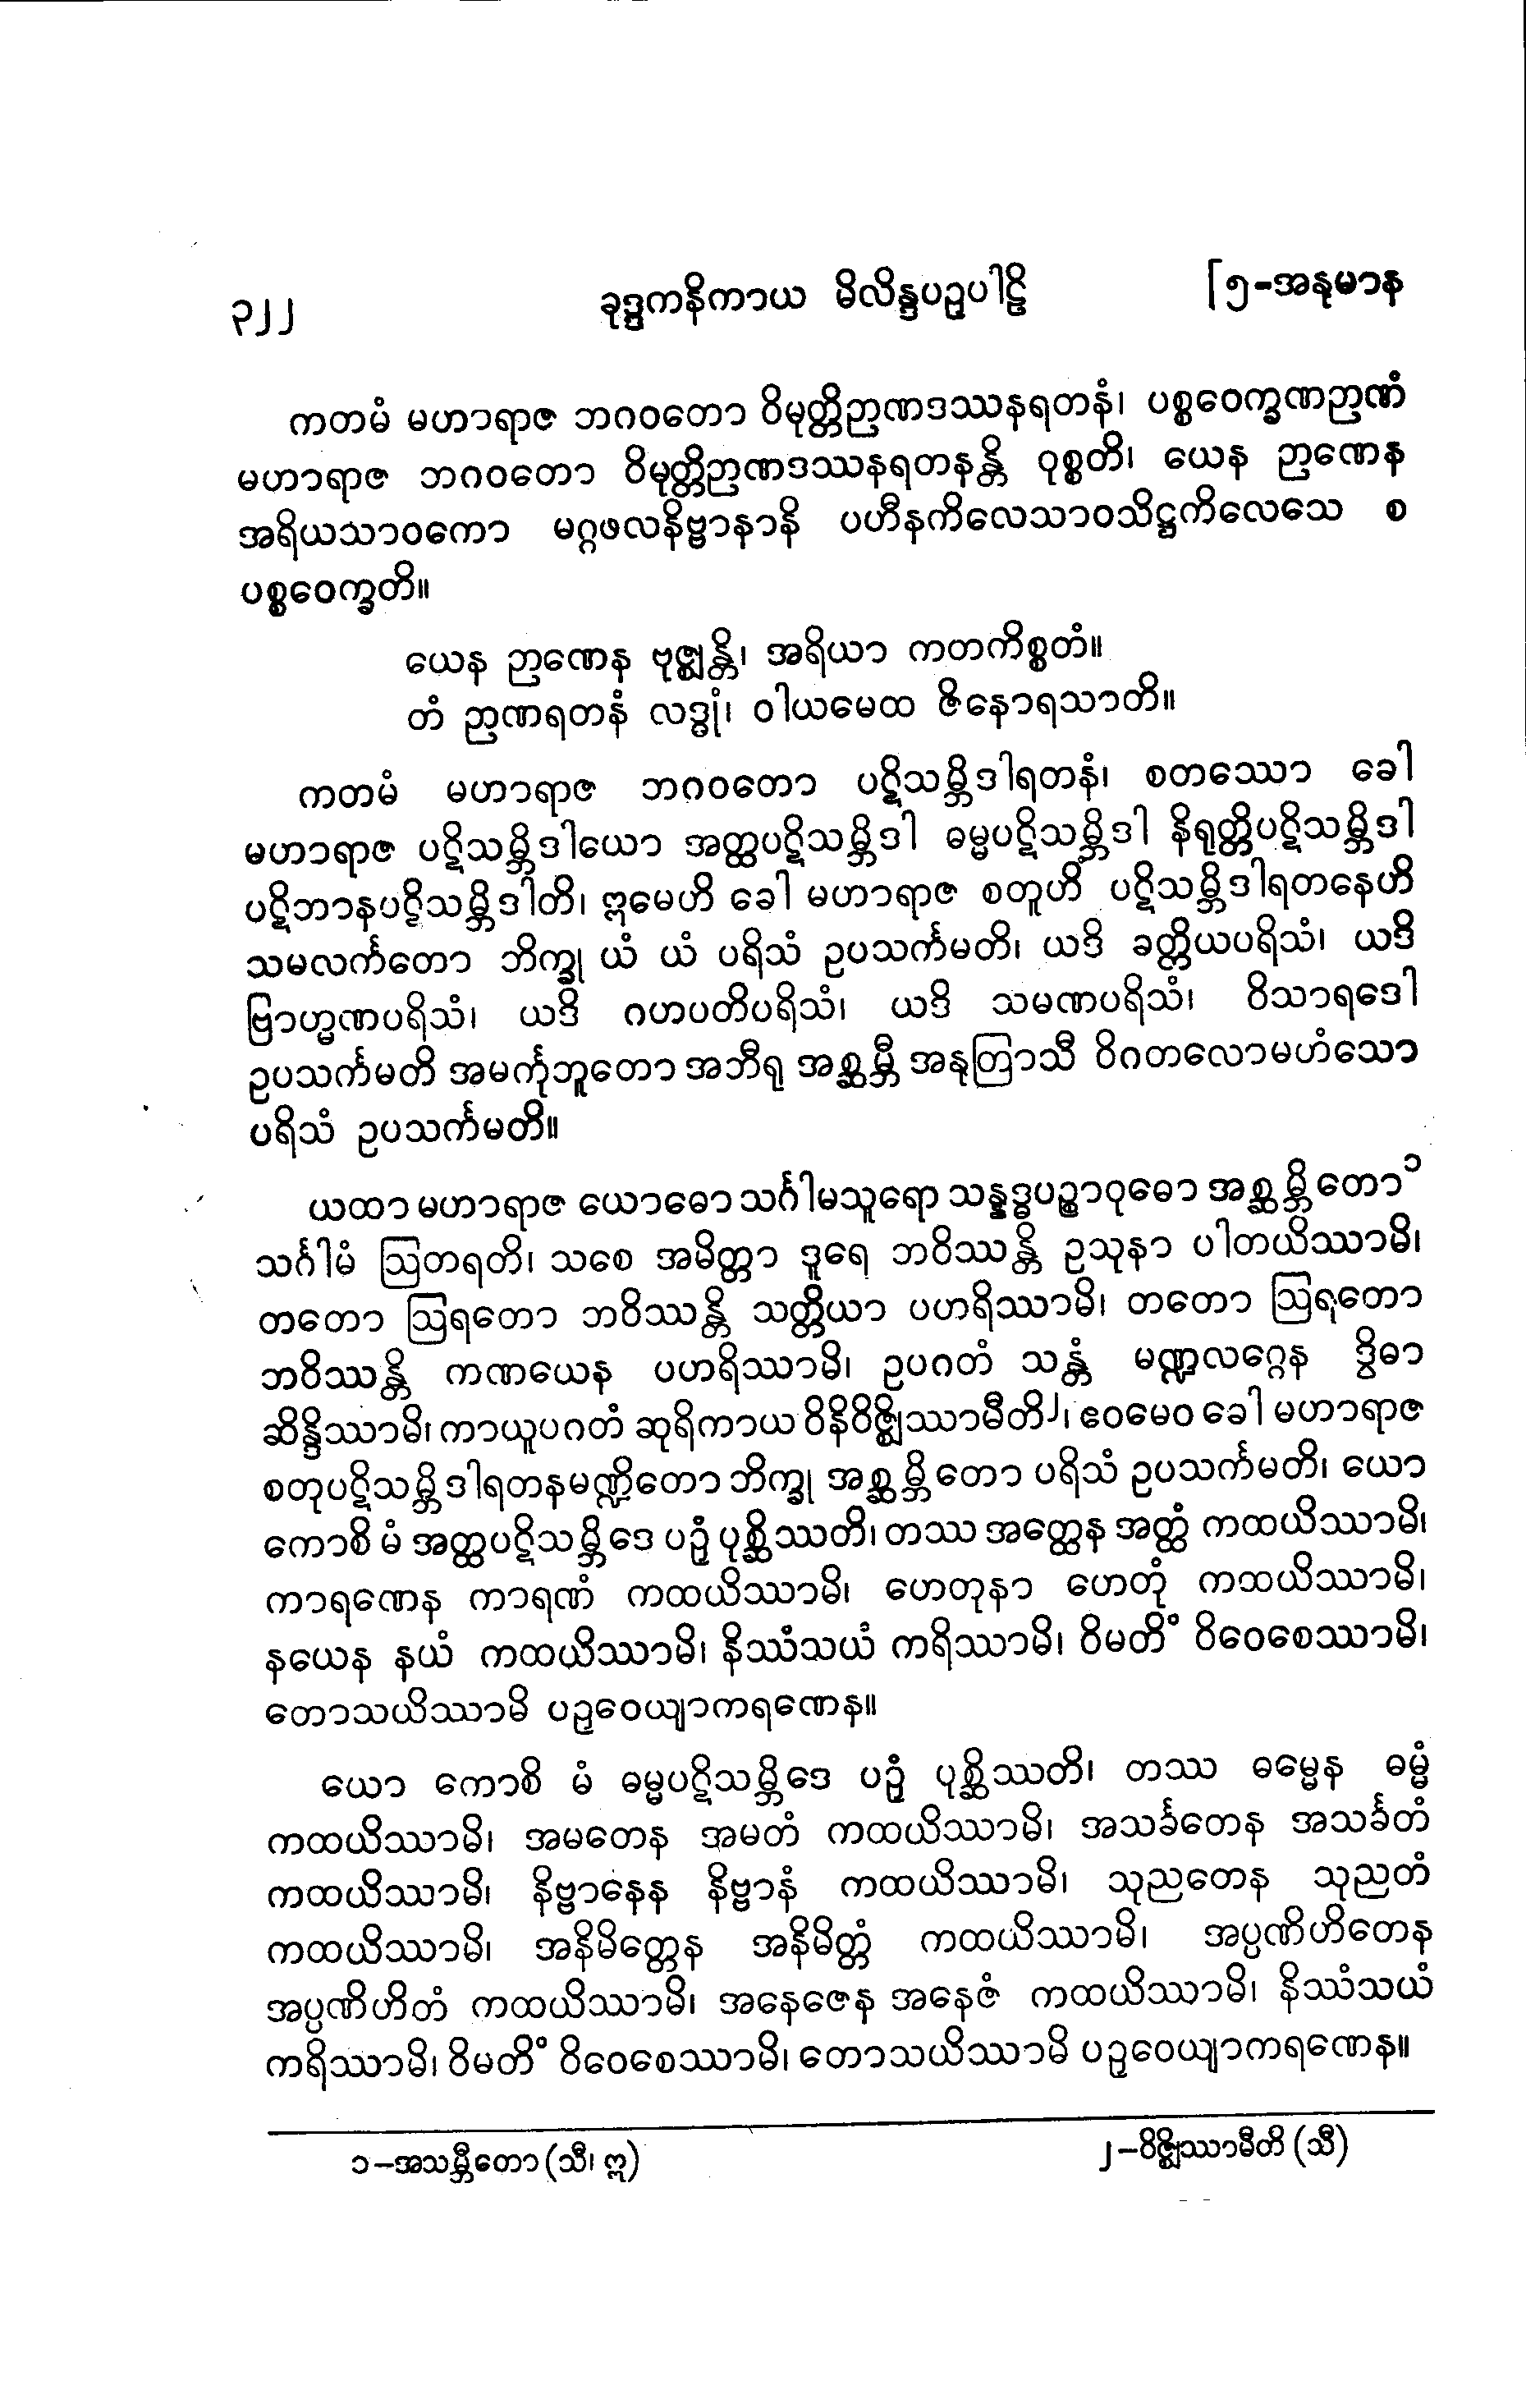 ၃၂၂ ခုဒ္ဒကနိကာယ မိလိန္ဒပဉှပါဠိ [၅-အနုမာန
ကတမံ မဟာရာဇ ဘဂဝတော ဝိမုတ္တိဉာဏဒဿနရတနံ၊ ပစ္စဝေက္ခဏဉာဏံ
မဟာရာဇ ဘဂဝတော ဝိမုတ္တိဉာဏဒဿနရတနန္တိ ဝုစ္စတိ၊ ယေန ဉာဏေန
အရိယသာဝကော မဂ္ဂဖလနိဗ္ဗာနာနိ ပဟီနကိလေသာဝသိဋ္ဌကိလေသေ စ
ပစ္စဝေက္ခတိ။
ယေန ဉာဏေန ဗုဇ္ဈန္တိ၊ အရိယာ ကတကိစ္စတံ။
တံ ဉာဏရတနံ လဒ္ဓုံ၊ ဝါယမေထ ဇိနောရသာတိ။
ကတမံ မဟာရာဇ ဘဂဝတော ပဋိသမ္ဘိဒါရတနံ၊ စတဿော ခေါ
မဟာရာဇ ပဋိသမ္ဘိဒါယော အတ္ထပဋိသမ္ဘိဒါ ဓမ္မပဋိသမ္ဘိဒါ နိရုတ္တိပဋိသမ္ဘိဒါ
ပဋိဘာနပဋိသမ္ဘိဒါတိ၊ ဣမေဟိ ခေါ မဟာရာဇ စတူဟိ ပဋိသမ္ဘိဒါရတနေဟိ
သမလင်္ကတော ဘိက္ခု ယံ ယံ ပရိသံ ဥပသင်္ကမတိ၊ ယဒိ ခတ္တိယပရိသံ၊ ယဒိ
ဗြာဟ္မဏပရိသံ၊ ယဒိ ဂဟပတိပရိသံ၊ ယဒိ သမဏပရိသံ၊ ဝိသာရဒေါ
ဥပသင်္ကမတိ အမင်္ကုဘူတော အဘီရု အစ္ဆမ္ဘီ အနုတြာသီ ဝိဂတလောမဟံသော
ပရိသံ ဥပသင်္ကမတိ။
ယထာ မဟာရာဇ ယောဓော သင်္ဂါမသူရော သန္နဒ္ဓပဉ္စာဝုဓော အစ္ဆမ္ဘိတော၁
သင်္ဂါမံ ဩတရတိ၊ သစေ အမိတ္တာ ဒူရေ ဘဝိဿန္တိ ဥသုနာ ပါတယိဿာမိ၊
တတော ဩရတော ဘဝိဿန္တိ သတ္တိယာ ပဟရိဿာမိ၊ တတော ဩရတော
ဘဝိဿန္တိ ကဏယေန ပဟရိဿာမိ၊ ဥပဂတံ သန္တံ မဏ္ဍလဂ္ဂေန ဒွိဓာ
ဆိန္ဒိဿာမိ၊ ကာယူပဂတံ ဆုရိကာယ ဝိနိဝိဇ္ဈိဿာမီတိ၂၊ ဧဝမေဝ ခေါ မဟာရာဇ
စတုပဋိသမ္ဘိဒါရတနမဏ္ဍိတော ဘိက္ခု အစ္ဆမ္ဘိတော ပရိသံ ဥပသင်္ကမတိ၊ ယော
ကောစိ မံ အတ္ထပဋိသမ္ဘိဒေ ပဉှံ ပုစ္ဆိဿတိ၊ တဿ အတ္ထေန အတ္ထံ ကထယိဿာမိ၊
ကာရဏေန ကာရဏံ ကထယိဿာမိ၊ ဟေတုနာ ဟေတုံ ကထယိဿာမိ၊
နယေန နယံ ကထယိဿာမိ၊ နိဿံသယံ ကရိဿာမိ၊ ဝိမတိံ ဝိဝေစေဿာမိ၊
တောသယိဿာမိ ပဉှဝေယျာကရဏေန။
ယော ကောစိ မံ ဓမ္မပဋိသမ္ဘိဒေ ပဉှံ ပုစ္ဆိဿတိ၊ တဿ ဓမ္မေန ဓမ္မံ
ကထယိဿာမိ၊ အမတေန အမတံ ကထယိဿာမိ၊ အသင်္ခတေန အသင်္ခတံ
ကထယိဿာမိ၊ နိဗ္ဗာနေန နိဗ္ဗာနံ ကထယိဿာမိ၊ သုညတေန သုညတံ
ကထယိဿာမိ၊ အနိမိတ္တေန အနိမိတ္တံ ကထယိဿာမိ၊ အပ္ပဏိဟိတေန
အပ္ပဏိဟိတံ ကထယိဿာမိ၊ အနေဇေန အနေဇံ ကထယိဿာမိ၊ နိဿံသယံ
ကရိဿာမိ၊ ဝိမတိံ ဝိဝေစေဿာမိ၊ တောသယိဿာမိ ပဉှဝေယျာကရဏေန။
၁-အသမ္ဘီတော (သီ၊ ဣ) ၂-ဝိဇ္ဈိဿာမီတိ (သီ)